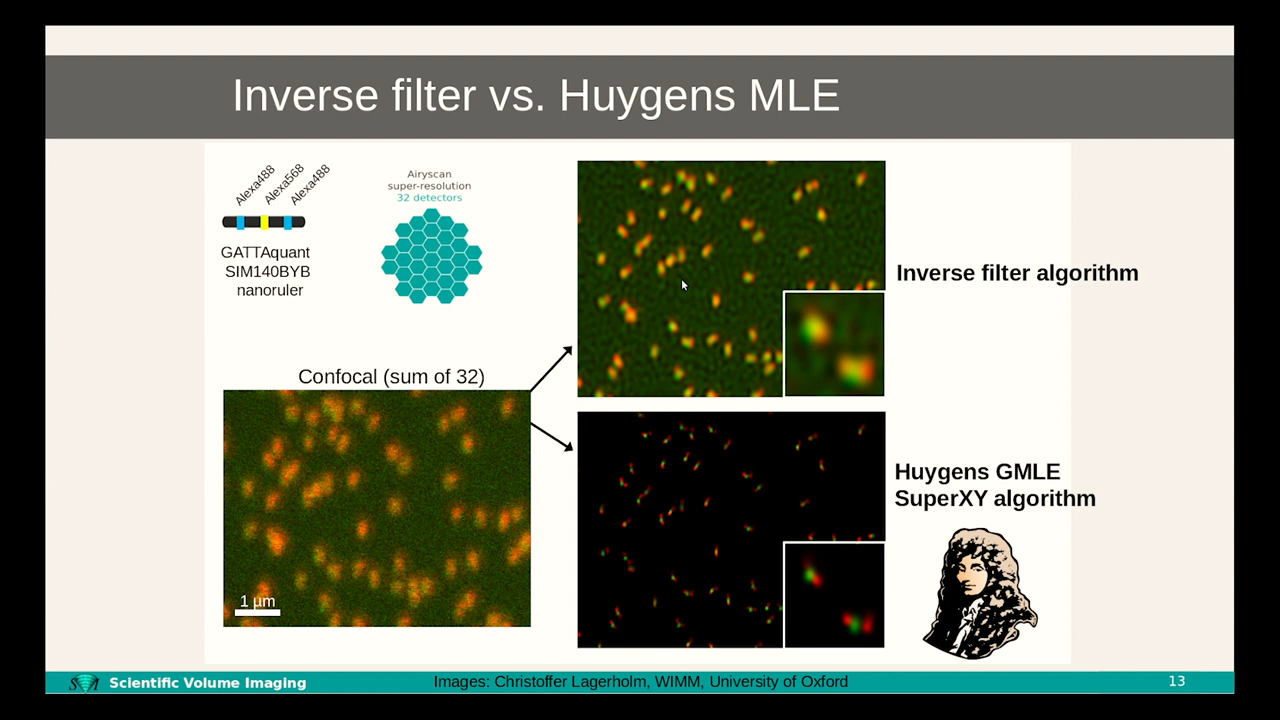 Inverse filter vs. Huygens MLE
Alexa488
Alexa568
Alexa488
GATTAquant
SIM140BYB
nanoruler
Airyscan
super-resolution
32 detectors
Confocal (sum of 32)
1 µm
Inverse filter algorithm
Huygens GMLE
SuperXY algorithm
SVI Scientific Volume Imaging
Images: Christoffer Lagerholm, WIMM, University of Oxford
13